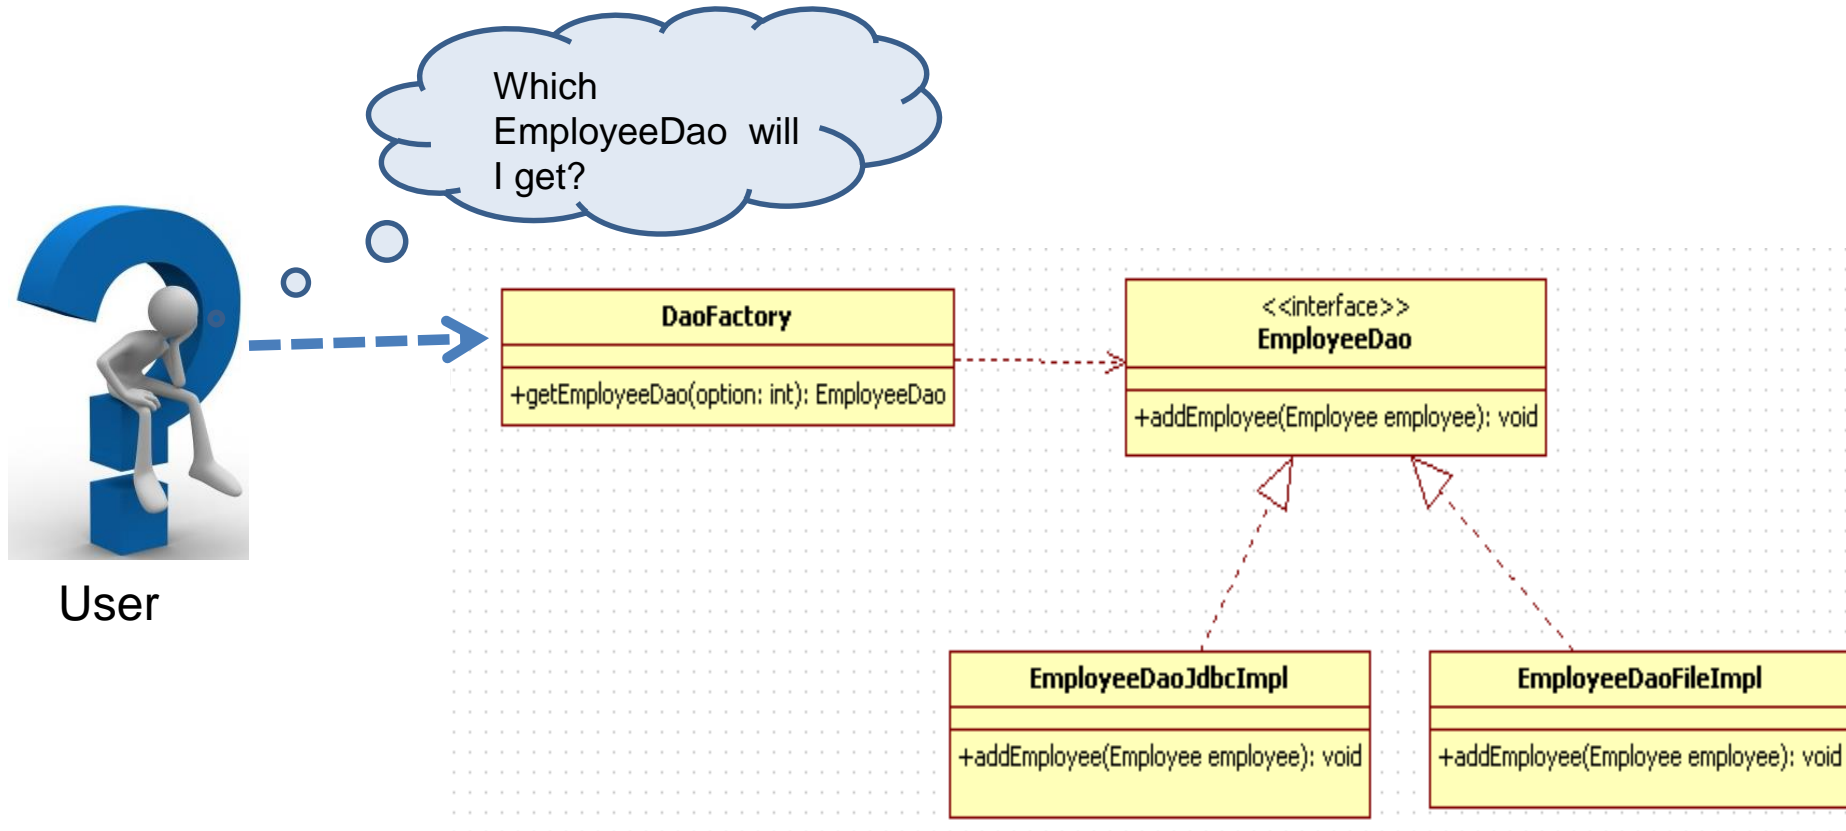 Which
EmployeeDao will
I get?
User
DaoFactory
+getEmployeeDao(option: int): EmployeeDao
<<interface>>
EmployeeDao
+addEmployee(Employee employee): void
EmployeeDaoJdbcImpl
+addEmployee(Employee employee): void
EmployeeDaoFileImpl
+addEmployee(Employee employee): void